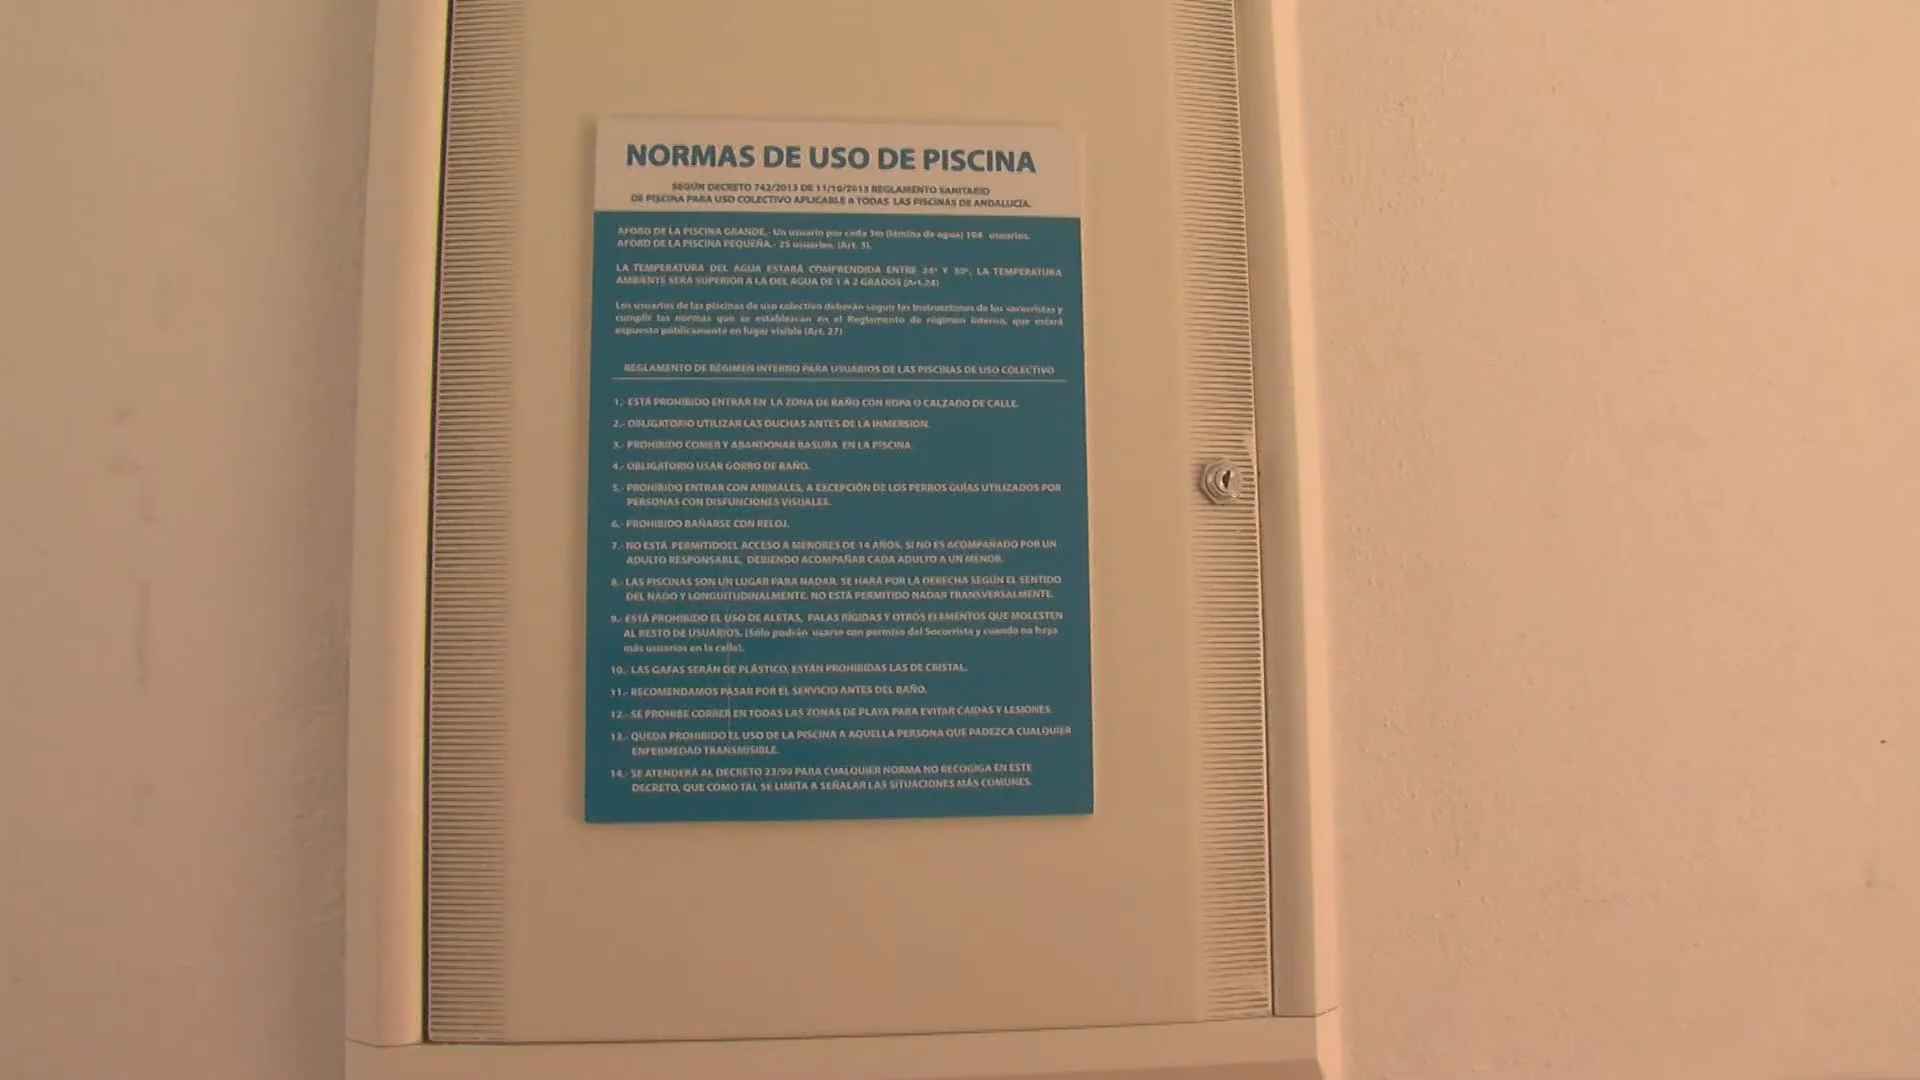 NORMAS DE USO DE PISCINA
SEGÚN DECRETO 742/2013 DE 11/10/2013 REGLAMENTO SANITARIO
DE PISCINA PARA USO COLECTIVO APLICABLE A TODAS LAS PISCINAS DE ANDALUCÍA.
AFORO DE LA PISCINA GRANDE.- Un usuario por cada 3m (lámina de agua) 104 usuarios.
AFORO DE LA PISCINA PEQUEÑA.- 25 usuarios. (Art. 3).
LA TEMPERATURA DEL AGUA ESTARÁ COMPRENDIDA ENTRE 24º Y 30º. LA TEMPERATURA
AMBIENTE SERÁ SUPERIOR A LA DEL AGUA DE 1 A 2 GRADOS (Art.24)
Los usuarios de las piscinas de uso colectivo deberán seguir las instrucciones de los socorristas y
cumplir las normas que se establezcan en el Reglamento de régimen interno, que estará
expuesto públicamente en lugar visible (Art. 27)
REGLAMENTO DE RÉGIMEN INTERNO PARA USUARIOS DE LAS PISCINAS DE USO COLECTIVO
1.- ESTÁ PROHIBIDO ENTRAR EN LA ZONA DE BAÑO CON ROPA O CALZADO DE CALLE.
2.- OBLIGATORIO UTILIZAR LAS DUCHAS ANTES DE LA INMERSION.
3.- PROHIBIDO COMER Y ABANDONAR BASURA EN LA PISCINA.
4.- OBLIGATORIO USAR GORRO DE BAÑO.
5.- PROHIBIDO ENTRAR CON ANIMALES, A EXCEPCIÓN DE LOS PERROS GUÍAS UTILIZADOS POR
PERSONAS CON DISFUNCIONES VISUALES.
6.- PROHIBIDO BAÑARSE CON RELOJ.
7.- NO ESTÁ PERMITIDOEL ACCESO A MENORES DE 14 AÑOS. SI NO ES ACOMPAÑADO POR UN
ADULTO RESPONSABLE, DEBIENDO ACOMPAÑAR CADA ADULTO A UN MENOR.
8.- LAS PISCINAS SON UN LUGAR PARA NADAR. SE HARÁ POR LA DERECHA SEGÚN EL SENTIDO
DEL NADO Y LONGUITUDINALMENTE. NO ESTÁ PERMITIDO NADAR TRANSVERSALMENTE.
9.- ESTÁ PROHIBIDO EL USO DE ALETAS, PALAS RÍGIDAS Y OTROS ELEMENTOS QUE MOLESTEN
AL RESTO DE USUARIOS. (Sólo podrán usarse con permiso del Socorrista y cuando no haya
más usuarios en la calle).
10.- LAS GAFAS SERÁN DE PLÁSTICO, ESTÁN PROHIBIDAS LAS DE CRISTAL.
11.- RECOMENDAMOS PASAR POR EL SERVICIO ANTES DEL BAÑO.
12.- SE PROHIBE CORRER EN TODAS LAS ZONAS DE PLAYA PARA EVITAR CAIDAS Y LESIONES.
13.- QUEDA PROHIBIDO EL USO DE LA PISCINA A AQUELLA PERSONA QUE PADEZCA CUALQUIER
ENFERMEDAD TRANSMISIBLE.
14.- SE ATENDERÁ AL DECRETO 23/99 PARA CUALQUIER NORMA NO RECOGIGA EN ESTE
DECRETO, QUE COMO TAL SE LIMITA A SEÑALAR LAS SITUACIONES MÁS COMUNES.